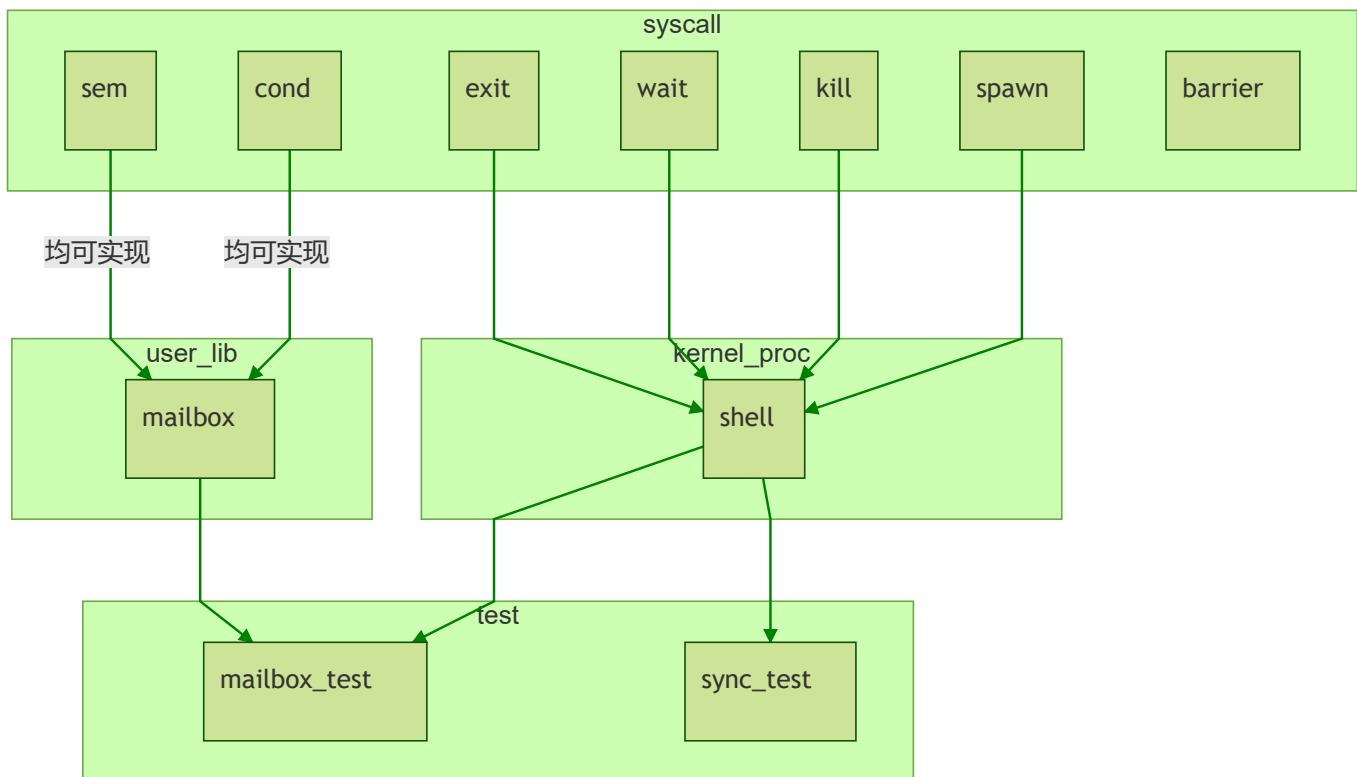 syscall
sem
cond
exit
wait
kill
spawn
barrier
均可实现
均可实现
user_lib
kernel_proc
mailbox
shell
test
mailbox_test
sync_test